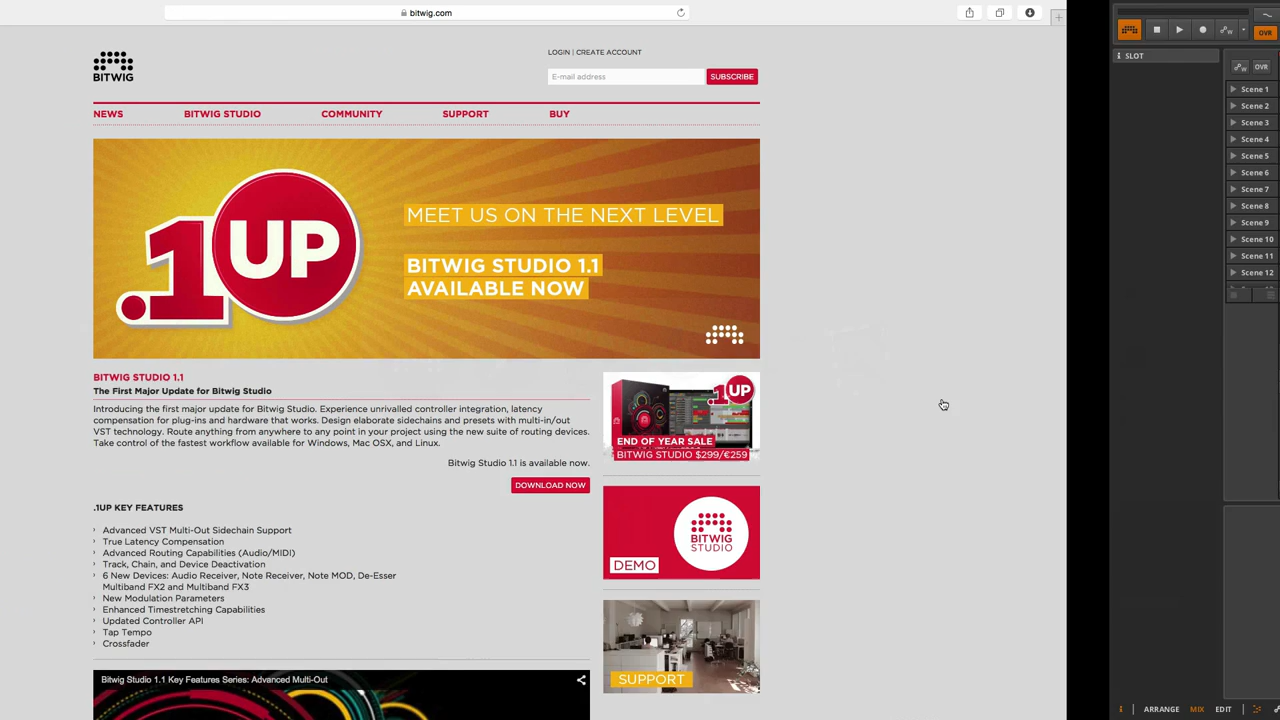 bitwig.com
LOGIN | CREATE ACCOUNT
BITWIG
E-mail address
SUBSCRIBE
NEWS
BITWIG STUDIO
COMMUNITY
SUPPORT
BUY
.1UP
MEET US ON THE NEXT LEVEL
BITWIG STUDIO 1.1
AVAILABLE NOW
BITWIG STUDIO 1.1
The First Major Update for Bitwig Studio
Introducing the first major update for Bitwig Studio. Experience unrivalled controller integration, latency
compensation for plug-ins and hardware that works. Design elaborate sidechains and presets with multi-in/out
VST technology. Route anything from anywhere to any point in your project using the new suite of routing devices.
Take control of the fastest workflow available for Windows, Mac OSX, and Linux.
Bitwig Studio 1.1 is available now.
DOWNLOAD NOW
.1UP KEY FEATURES
Advanced VST Multi-Out Sidechain Support
True Latency Compensation
Advanced Routing Capabilities (Audio/MIDI)
Track, Chain, and Device Deactivation
6 New Devices: Audio Receiver, Note Receiver, Note MOD, De-Esser
Multiband FX2 and Multiband FX3
New Modulation Parameters
Enhanced Timestretching Capabilities
Updated Controller API
Tap Tempo
Crossfader
Bitwig Studio 1.1 Key Features Series: Advanced Multi-Out
.1UP
END OF YEAR SALE
BITWIG STUDIO $299/€259
BITWIG
STUDIO
DEMO
SUPPORT
OVR
SLOT
OVR
Scene 1
Scene 2
Scene 3
Scene 4
Scene 5
Scene 6
Scene 7
Scene 8
Scene 9
Scene 10
Scene 11
Scene 12
ARRANGE
MIX
EDIT